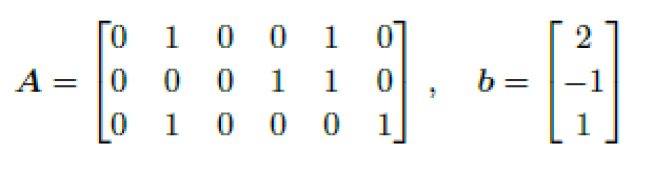 A = [0 1 0 0 1 0; 0 0 0 1 1 0; 0 1 0 0 0 1], b = [2; −1; 1]